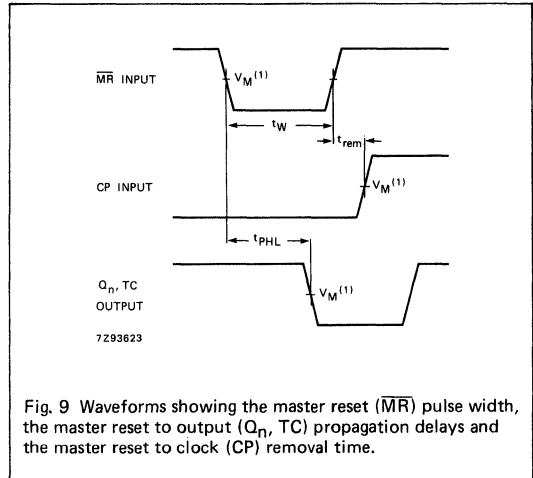 M̅R̅ INPUT
V_M(1)
t_W
t_rem
CP INPUT
V_M(1)
t_PHL
Q_n, TC
OUTPUT
V_M(1)
7Z93623
Fig. 9 Waveforms showing the master reset (M̅R̅) pulse width,
the master reset to output (Q_n, TC) propagation delays and
the master reset to clock (CP) removal time.